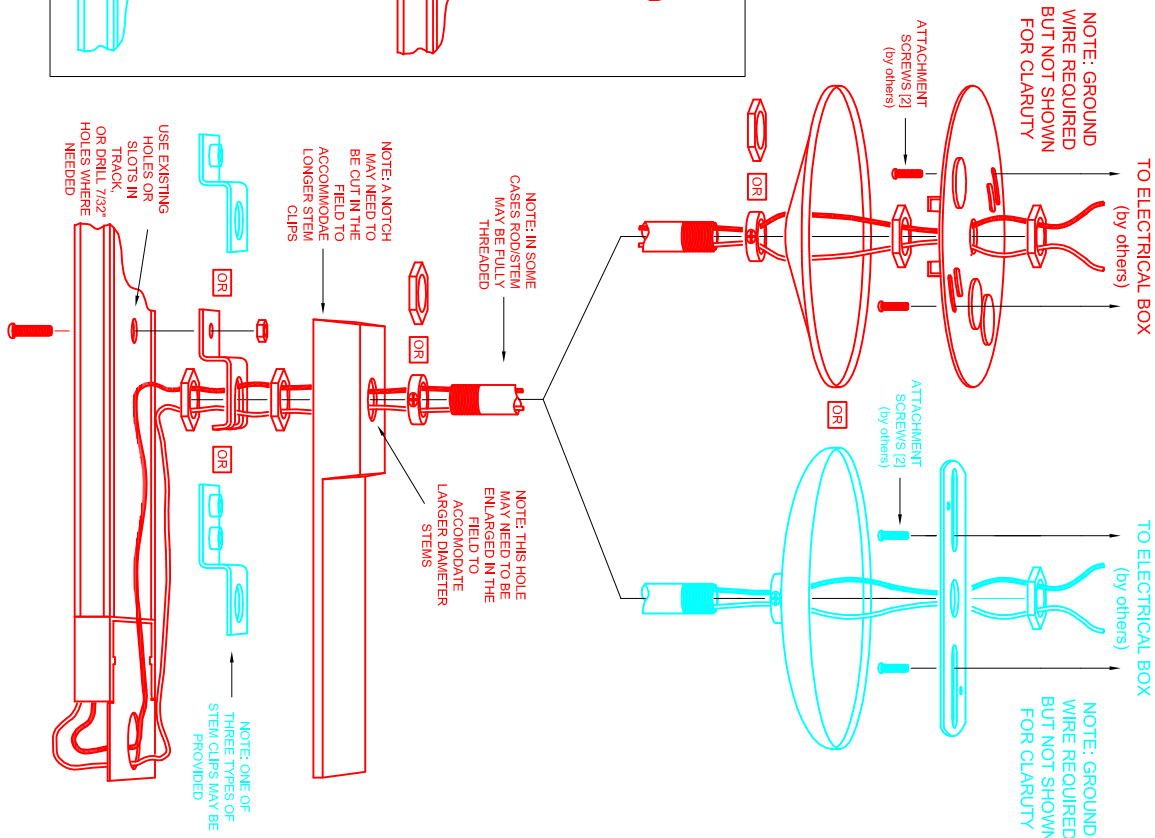 NOTE: GROUND
WIRE REQUIRED
BUT NOT SHOWN
FOR CLARUTY
TO ELECTRICAL BOX
(by others)
ATTACHMENT
SCREWS [2]
(by others)
OR
OR
TO ELECTRICAL BOX
(by others)
NOTE: GROUND
WIRE REQUIRED
BUT NOT SHOWN
FOR CLARUTY
ATTACHMENT
SCREWS [2]
(by others)
NOTE: IN SOME
CASES ROD/STEM
MAY BE FULLY
THREADED
OR
NOTE: A NOTCH
MAY NEED TO
BE CUT IN THE
FIELD TO
ACCOMMODAE
LONGER STEM
CLIPS
NOTE: THIS HOLE
MAY NEED TO BE
ENLARGED IN THE
FIELD TO
ACCOMODATE
LARGER DIAMETER
STEMS
OR
OR
USE EXISTING
HOLES OR
SLOTS IN
TRACK,
OR DRILL 7/32"
HOLES WHERE
NEEDED
NOTE: ONE OF
THREE TYPES OF
STEM CLIPS MAY BE
PROVIDED